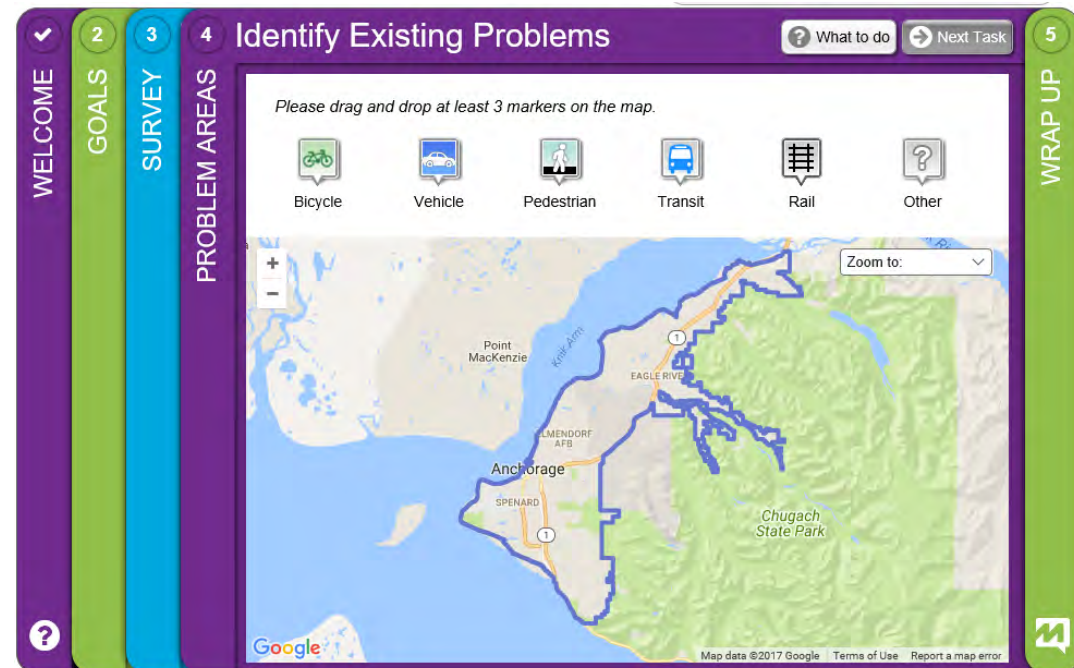 WELCOME
2
GOALS
3
SURVEY
4
PROBLEM AREAS
Identify Existing Problems
? What to do
Next Task
5
WRAP UP
Please drag and drop at least 3 markers on the map.
Bicycle
Vehicle
Pedestrian
Transit
Rail
?
Other
+
−
Zoom to:
1
Point
MacKenzie
Knik Arm
EAGLE RIVE
ELMENDORF
AFB
Anchorage
SPENARD
1
Chugach
State Park
?
Google
Map data ©2017 Google
Terms of Use
Report a map error